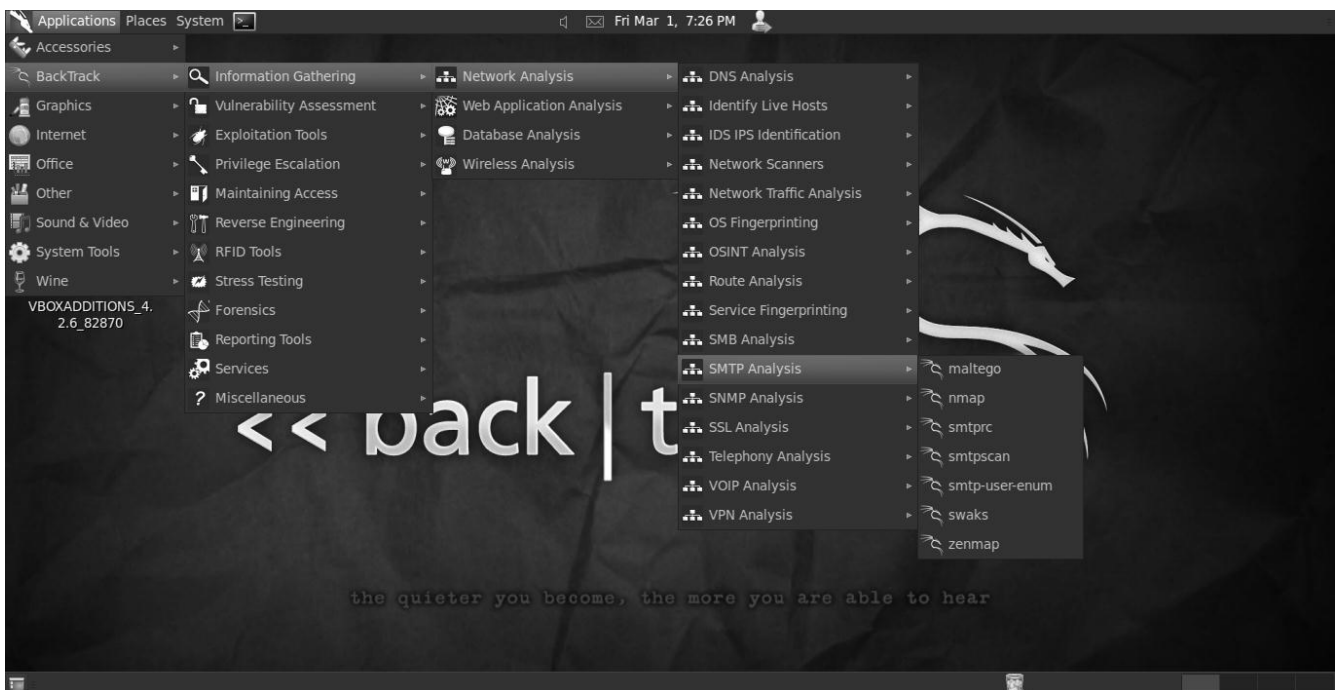 Applications Places System
Fri Mar 1, 7:26 PM
Accessories
BackTrack
Graphics
Internet
Office
Other
Sound & Video
System Tools
Wine
VBOXADDITIONS_4.
2.6_82870
Information Gathering
Vulnerability Assessment
Exploitation Tools
Privilege Escalation
Maintaining Access
Reverse Engineering
RFID Tools
Stress Testing
Forensics
Reporting Tools
Services
Miscellaneous
Network Analysis
Web Application Analysis
Database Analysis
Wireless Analysis
DNS Analysis
Identify Live Hosts
IDS IPS Identification
Network Scanners
Network Traffic Analysis
OS Fingerprinting
OSINT Analysis
Route Analysis
Service Fingerprinting
SMB Analysis
SMTP Analysis
SNMP Analysis
SSL Analysis
Telephony Analysis
VOIP Analysis
VPN Analysis
maltego
nmap
smtprc
smtpscan
smtp-user-enum
swaks
zenmap
<< back | t
the quieter you become, the more you are able to hear